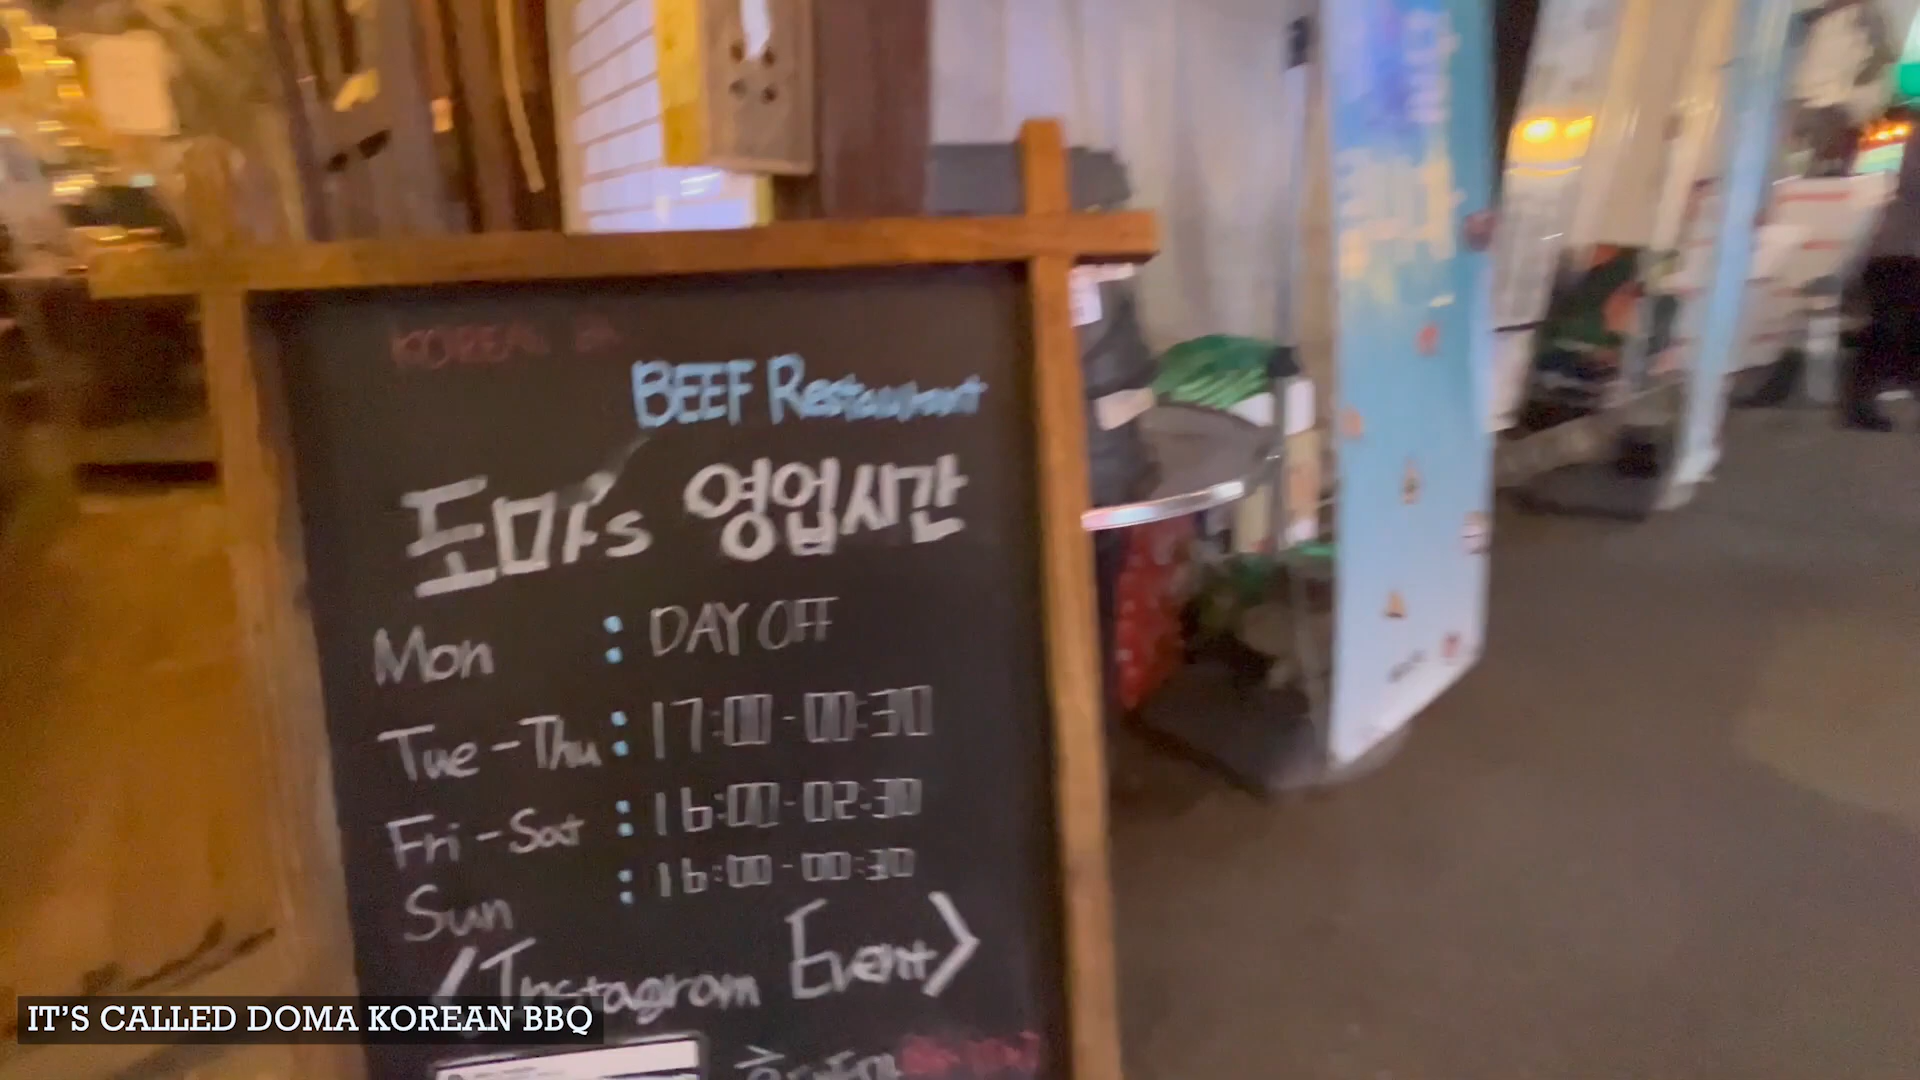 KOREAN
BEEF Restaurant
도마's 영업시간
Mon : DAY OFF
Tue-Thu : 17:00-00:30
Fri-Sat : 16:00-02:30
Sun : 16:00-00:30
<Instagram Event>
IT'S CALLED DOMA KOREAN BBQ